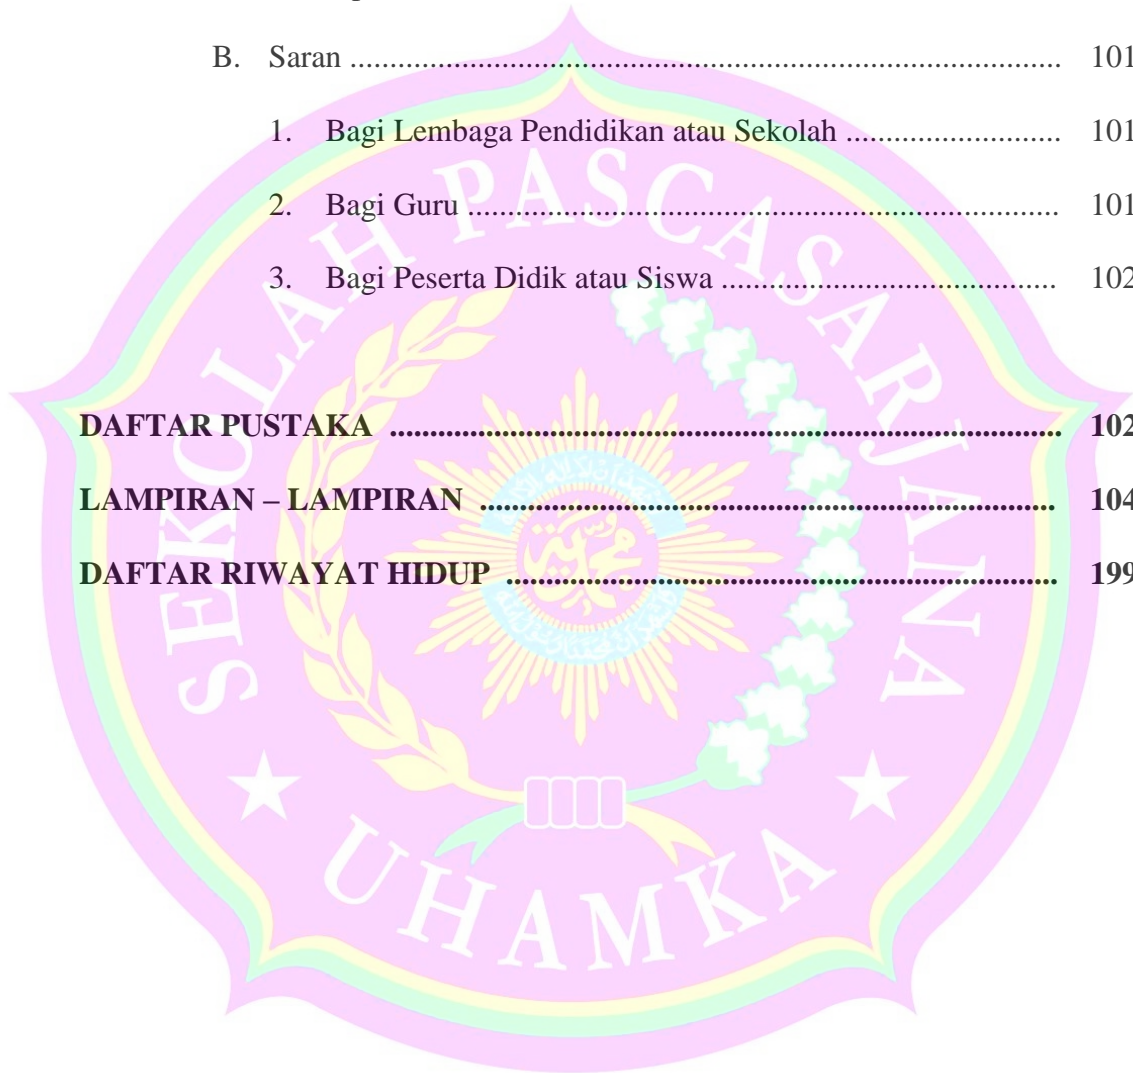 B. Saran ........................................................................................ 101
1. Bagi Lembaga Pendidikan atau Sekolah ........................... 101
2. Bagi Guru ......................................................................... 101
3. Bagi Peserta Didik atau Siswa .......................................... 102
DAFTAR PUSTAKA ................................................................................... 102
LAMPIRAN – LAMPIRAN ....................................................................... 104
DAFTAR RIWAYAT HIDUP .................................................................... 199
SEKOLAH PASCASARJANA
UHAMKA